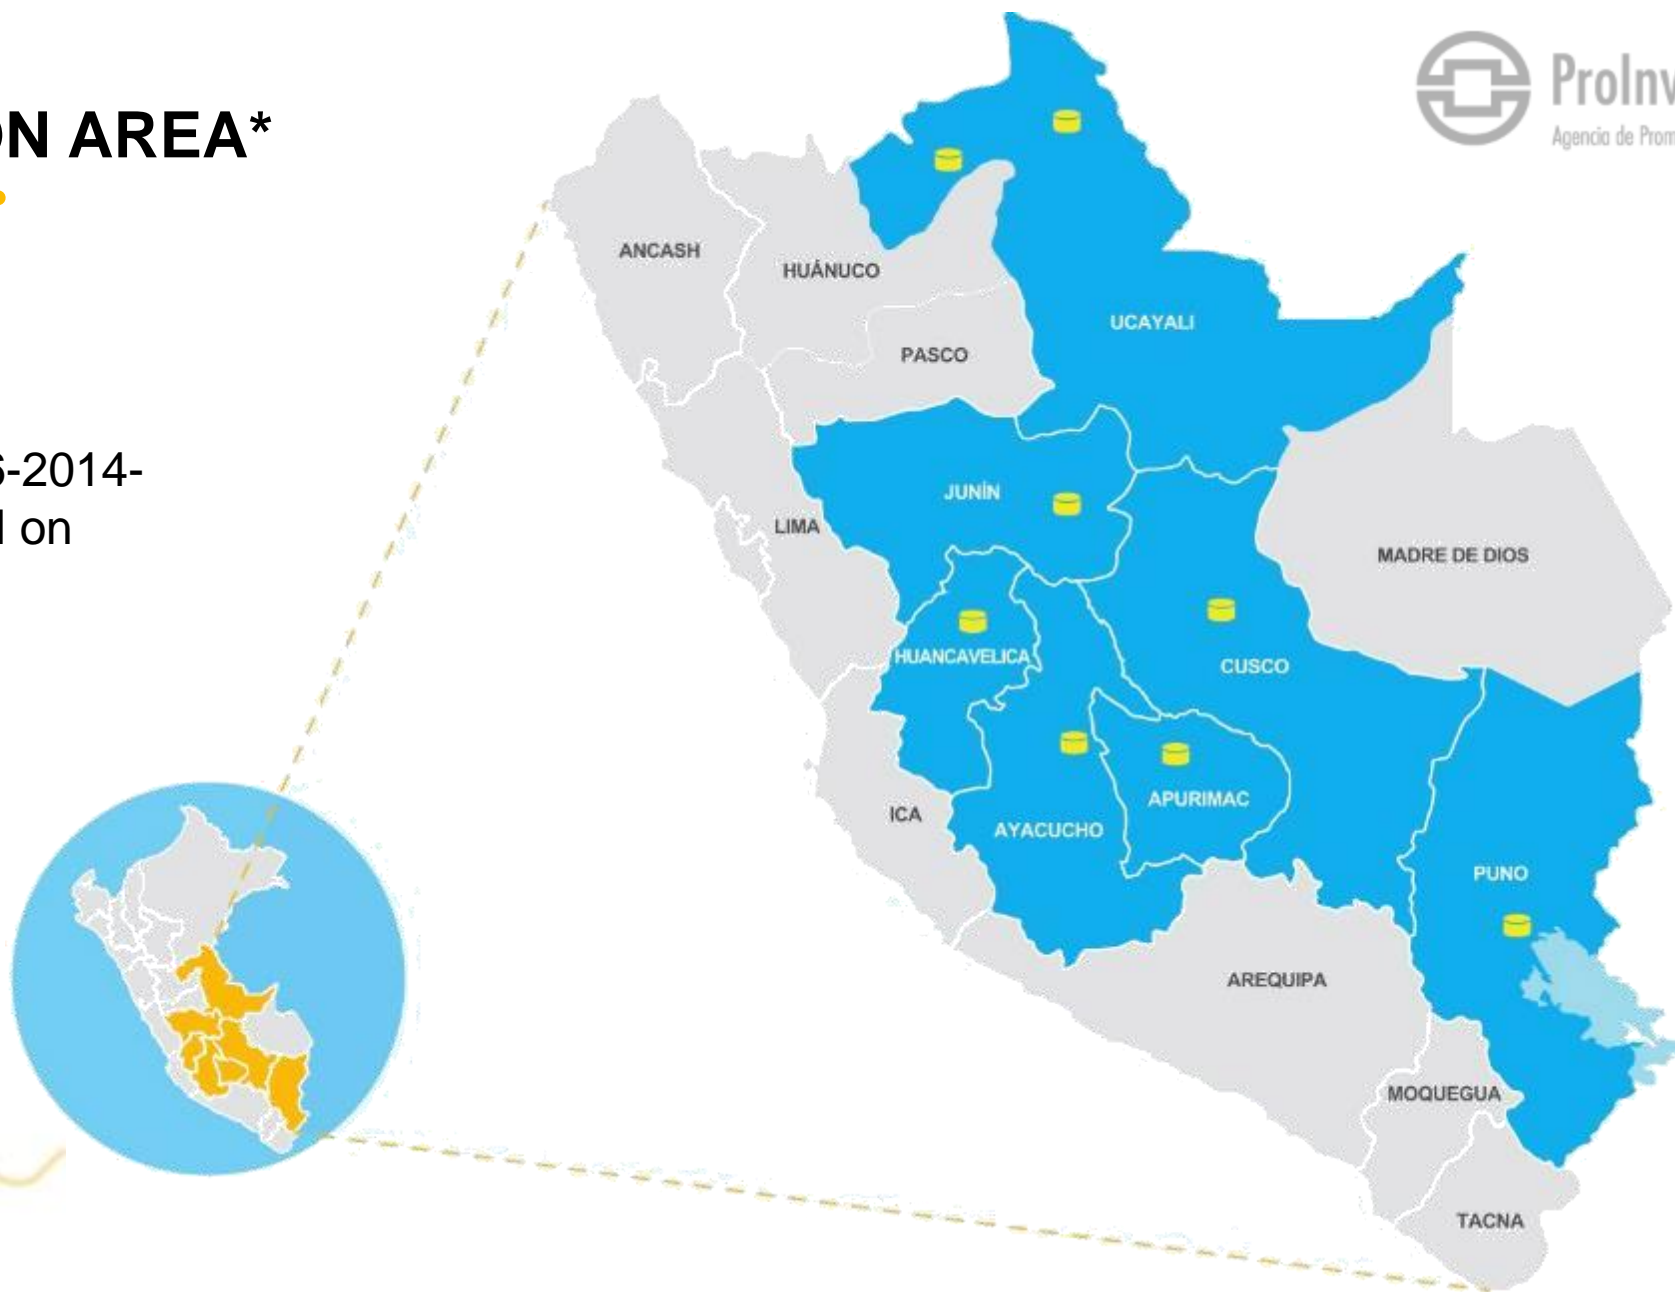 ON AREA*
6-2014-
on
ProInv
Agencia de Prom
ANCASH
HUÁNUCO
UCAYALI
PASCO
JUNÍN
LIMA
MADRE DE DIOS
HUANCAVELICA
CUSCO
APURIMAC
ICA
AYACUCHO
PUNO
AREQUIPA
MOQUEGUA
TACNA